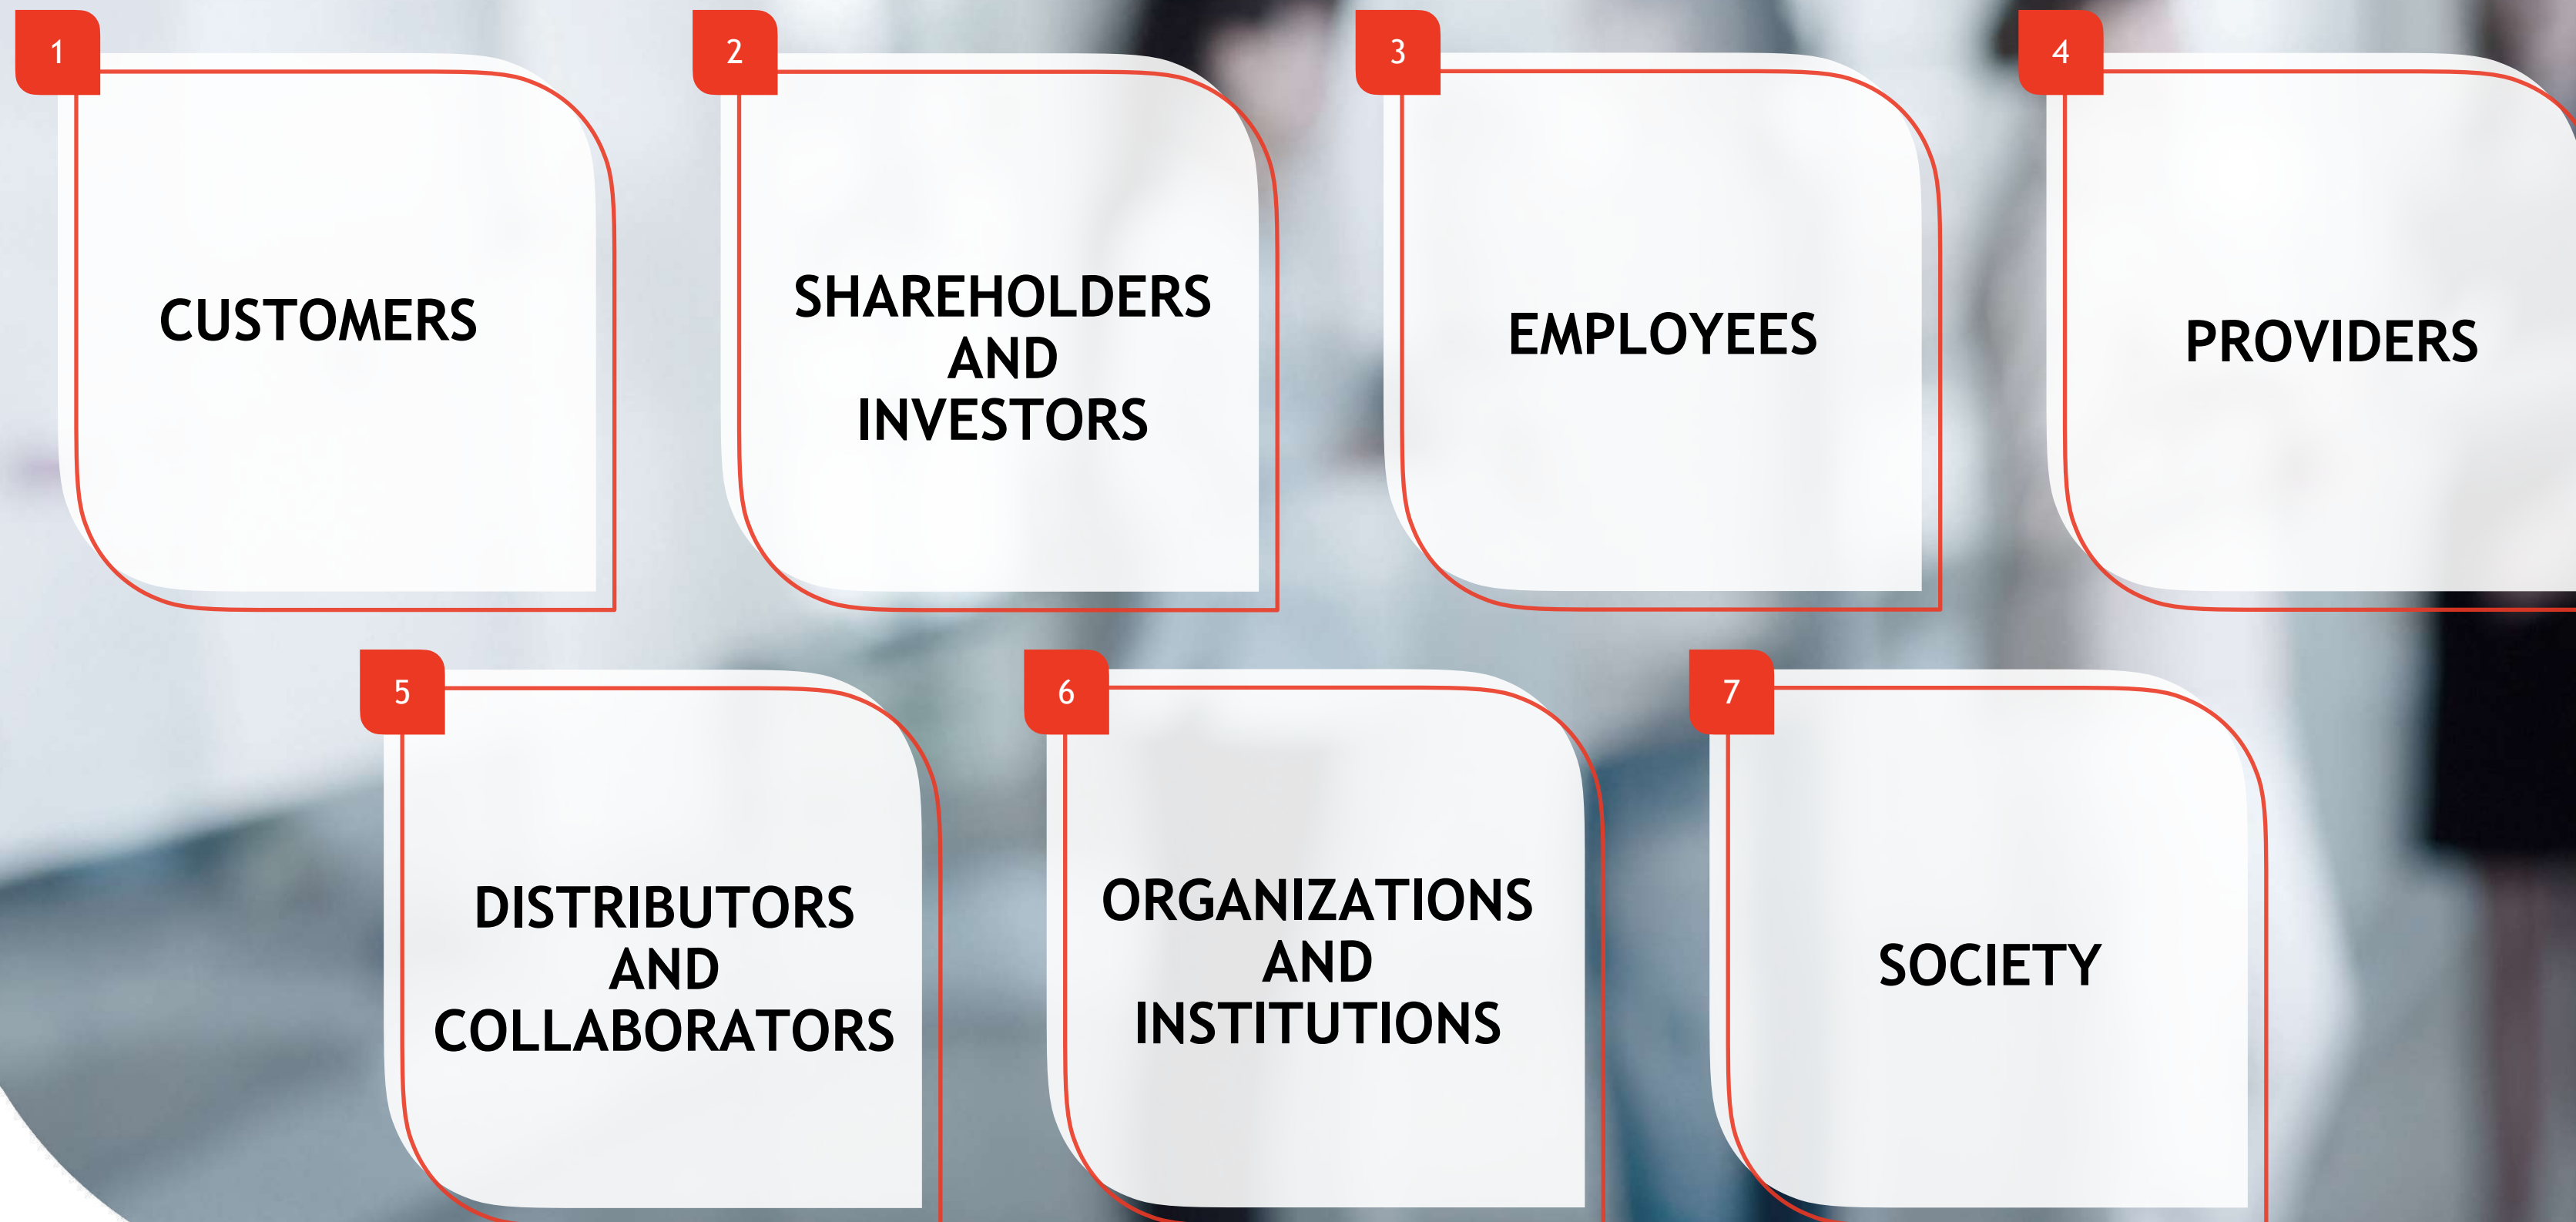 1
CUSTOMERS
2
SHAREHOLDERS
AND
INVESTORS
3
EMPLOYEES
4
PROVIDERS
5
DISTRIBUTORS
AND
COLLABORATORS
6
ORGANIZATIONS
AND
INSTITUTIONS
7
SOCIETY